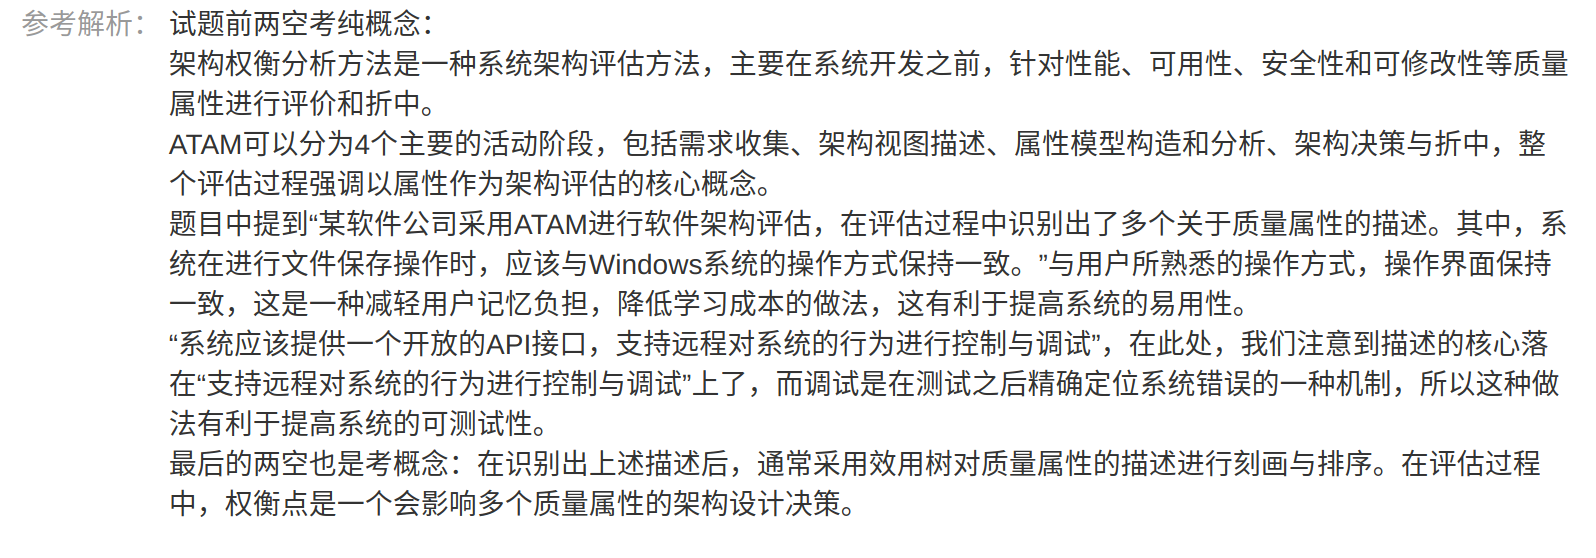 参考解析： 试题前两空考纯概念：
架构权衡分析方法是一种系统架构评估方法，主要在系统开发之前，针对性能、可用性、安全性和可修改性等质量
属性进行评价和折中。
ATAM可以分为4个主要的活动阶段，包括需求收集、架构视图描述、属性模型构造和分析、架构决策与折中，整
个评估过程强调以属性作为架构评估的核心概念。
题目中提到“某软件公司采用ATAM进行软件架构评估，在评估过程中识别出了多个关于质量属性的描述。其中，系
统在进行文件保存操作时，应该与Windows系统的操作方式保持一致。”与用户所熟悉的操作方式，操作界面保持
一致，这是一种减轻用户记忆负担，降低学习成本的做法，这有利于提高系统的易用性。
“系统应该提供一个开放的API接口，支持远程对系统的行为进行控制与调试”，在此处，我们注意到描述的核心落
在“支持远程对系统的行为进行控制与调试”上了，而调试是在测试之后精确定位系统错误的一种机制，所以这种做
法有利于提高系统的可测试性。
最后的两空也是考概念：在识别出上述描述后，通常采用效用树对质量属性的描述进行刻画与排序。在评估过程
中，权衡点是一个会影响多个质量属性的架构设计决策。